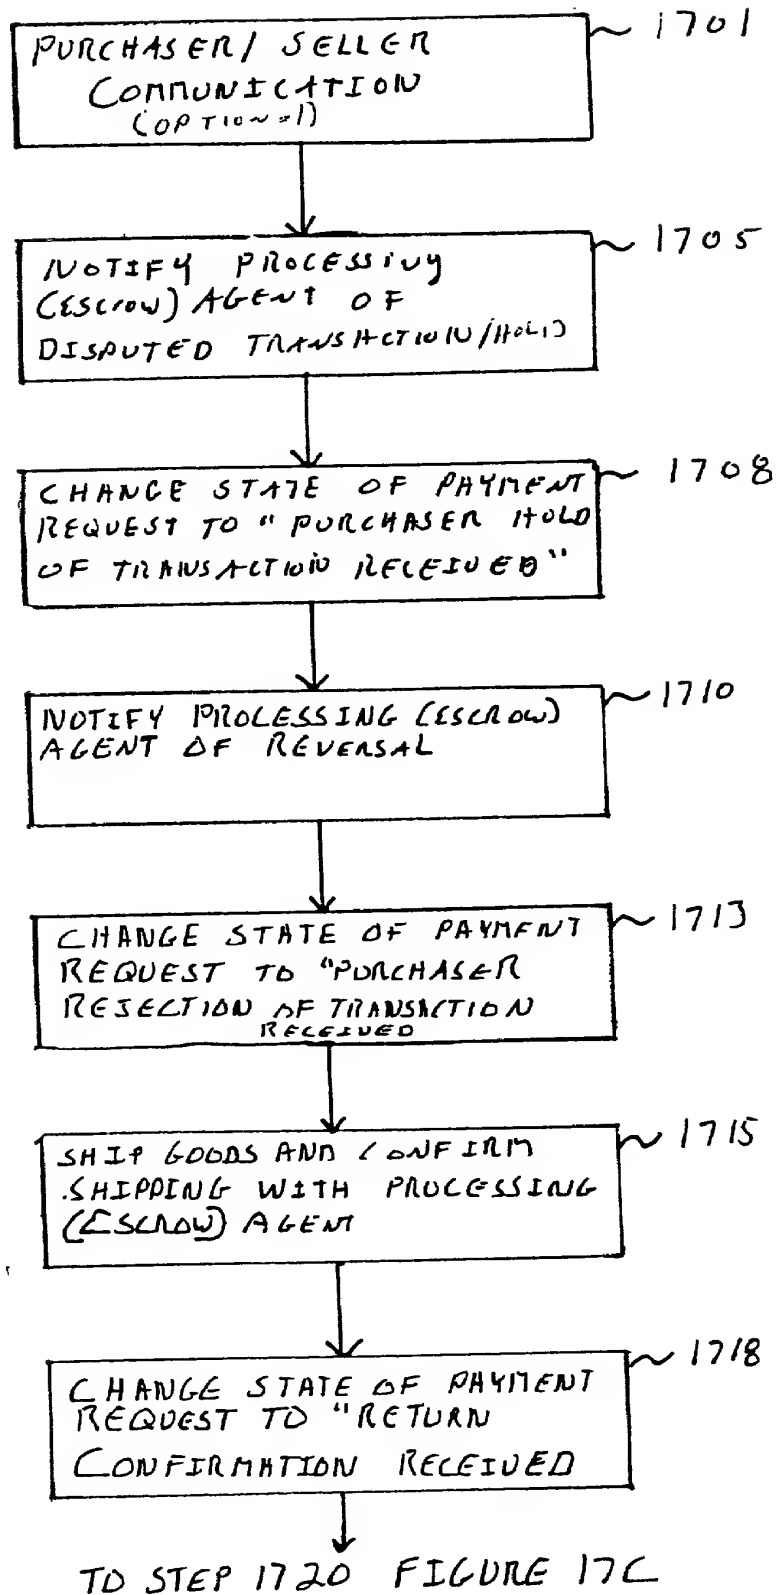 PURCHASER/ SELLER
COMMUNICATION
(OPTION=1)
1701
NOTIFY PROCESSING
(ESCROW) AGENT OF
DISPUTED TRANSACTION/HOLD
1705
CHANGE STATE OF PAYMENT
REQUEST TO "PURCHASER HOLD
OF TRANSACTION RECEIVED"
1708
NOTIFY PROCESSING (ESCROW)
AGENT OF REVERSAL
1710
CHANGE STATE OF PAYMENT
REQUEST TO "PURCHASER
REJECTION OF TRANSACTION
RECEIVED
1713
SHIP GOODS AND CONFIRM
SHIPPING WITH PROCESSING
(ESCROW) AGENT
1715
CHANGE STATE OF PAYMENT
REQUEST TO "RETURN
CONFIRMATION RECEIVED
1718
TO STEP 1720 FIGURE 17C